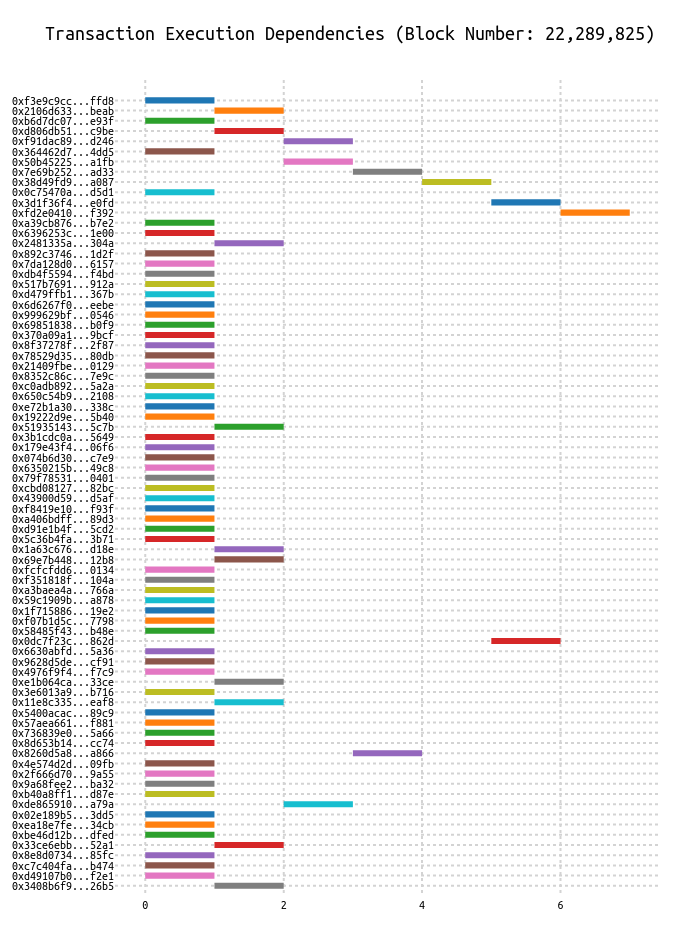 Transaction Execution Dependencies (Block Number: 22,289,825)
0xf3e9c9cc...ffd8
0x2106d633...beab
0xb6d7dc07...e93f
0xd806db51...c9be
0xf91dac89...d246
0x364462d7...4dd5
0x50b45225...a1fb
0x7e69b252...ad33
0x38d49fd9...a087
0x0c75470a...d5d1
0x3d1f36f4...e0fd
0xfd2e0410...f392
0xa39cb876...b7e2
0x6396253c...1e00
0x2481335a...304a
0x892c3746...1d2f
0x7da128d0...6157
0xdb4f5594...f4bd
0x517b7691...912a
0xd479ffb1...367b
0x6d6267f0...eebe
0x999629bf...0546
0x69851838...b0f9
0x370a09a1...9bcf
0x8f37278f...2f87
0x78529d35...80db
0x21409fbe...0129
0x8352c86c...7e9c
0xc0adb892...5a2a
0x650c54b9...2108
0xe72b1a30...338c
0x19222d9e...5b40
0x51935143...5c7b
0x3b1cdc0a...5649
0x179e43f4...06f6
0x074b6d30...c7e9
0x6350215b...49c8
0x79f78531...0401
0xcbd08127...82bc
0x43900d59...d5af
0xf8419e10...f93f
0xa406bdff...89d3
0xd91e1b4f...5cd2
0x5c36b4fa...3b71
0x1a63c676...d18e
0x69e7b448...12b8
0xfcfcfdd6...0134
0xf351818f...104a
0xa3baea4a...766a
0x59c1909b...a878
0x1f715886...19e2
0xf07b1d5c...7798
0x58485f43...b48e
0x0dc7f23c...862d
0x6630abfd...5a36
0x9628d5de...cf91
0x4976f9f4...f7c9
0xe1b064ca...33ce
0x3e6013a9...b716
0x11e8c335...eaf8
0x5400acac...89c9
0x57aea661...f881
0x736839e0...5a66
0x8d653b14...cc74
0x8260d5a8...a866
0x4e574d2d...09fb
0x2f666d70...9a55
0x9a68fee2...ba32
0xb40a8ff1...d87e
0xde865910...a79a
0x02e189b5...3dd5
0xea18e7fe...34cb
0xbe46d12b...dfed
0x33ce6ebb...52a1
0x8e8d0734...85fc
0xc7c404fa...b474
0xd49107b0...f2e1
0x3408b6f9...26b5
0 2 4 6